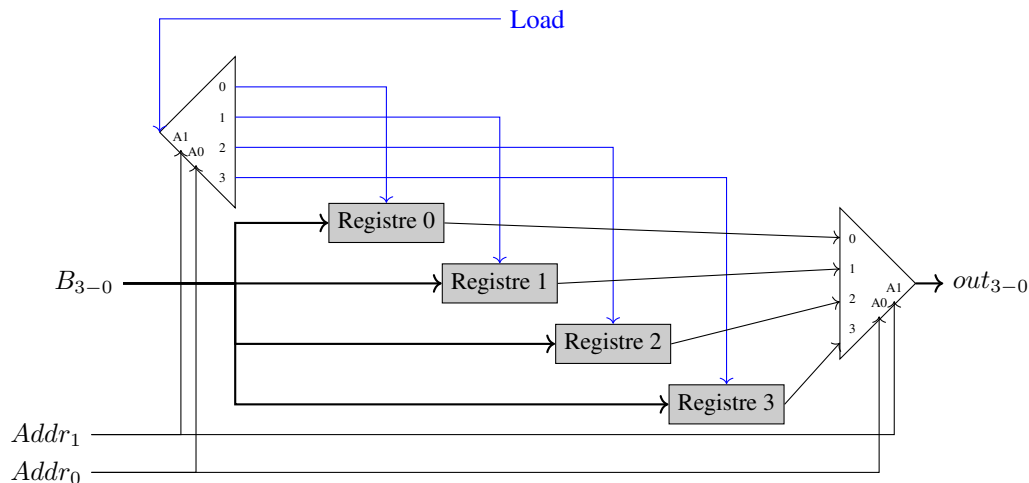 Load
0
1
2
3
A1
A0
Registre 0
Registre 1
Registre 2
Registre 3
B₃₋₀
0
1
2
3
A1
A0
out₃₋₀
Addr₁
Addr₀